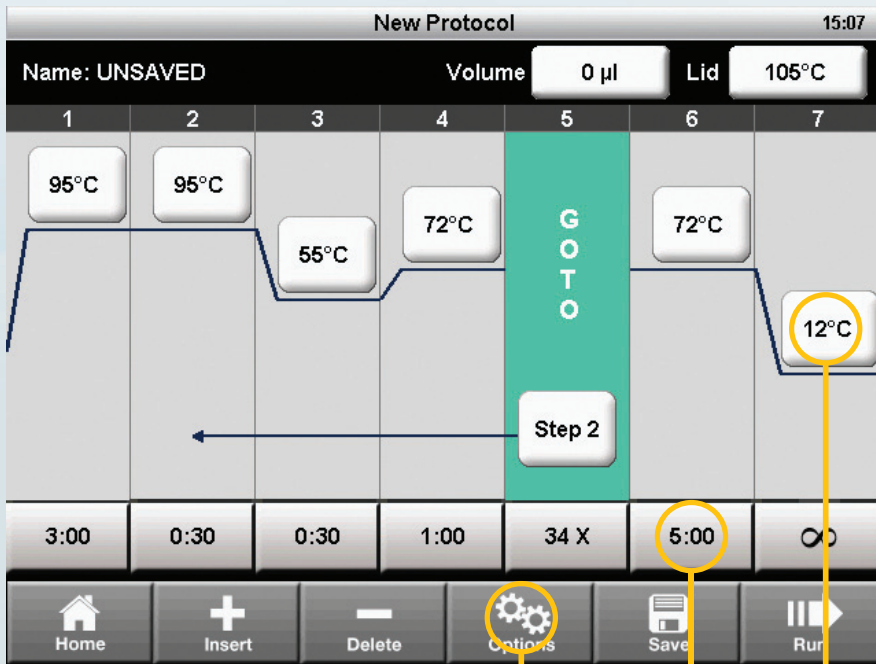 New Protocol 15:07
Name: UNSAVED Volume 0 µl Lid 105°C
1 2 3 4 5 6 7
95°C 95°C 55°C 72°C GOTO 72°C 12°C
Step 2
3:00 0:30 0:30 1:00 34 X 5:00 ∞
Home Insert Delete Options Save Run